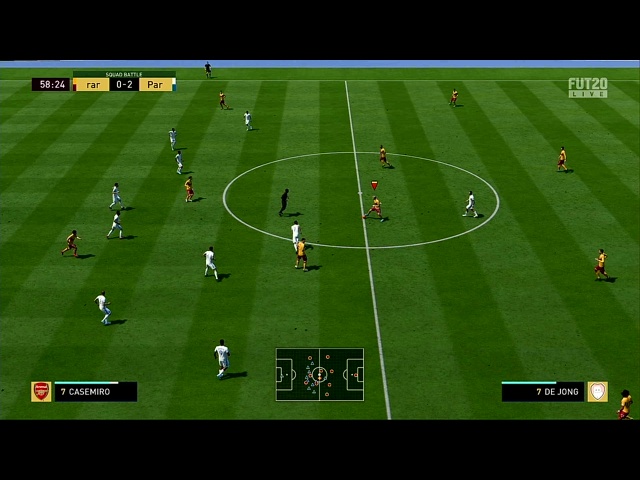 SQUAD BATTLE
58:24 rar 0-2 Par
FUT20
LIVE
7 CASEMIRO
7 DE JONG